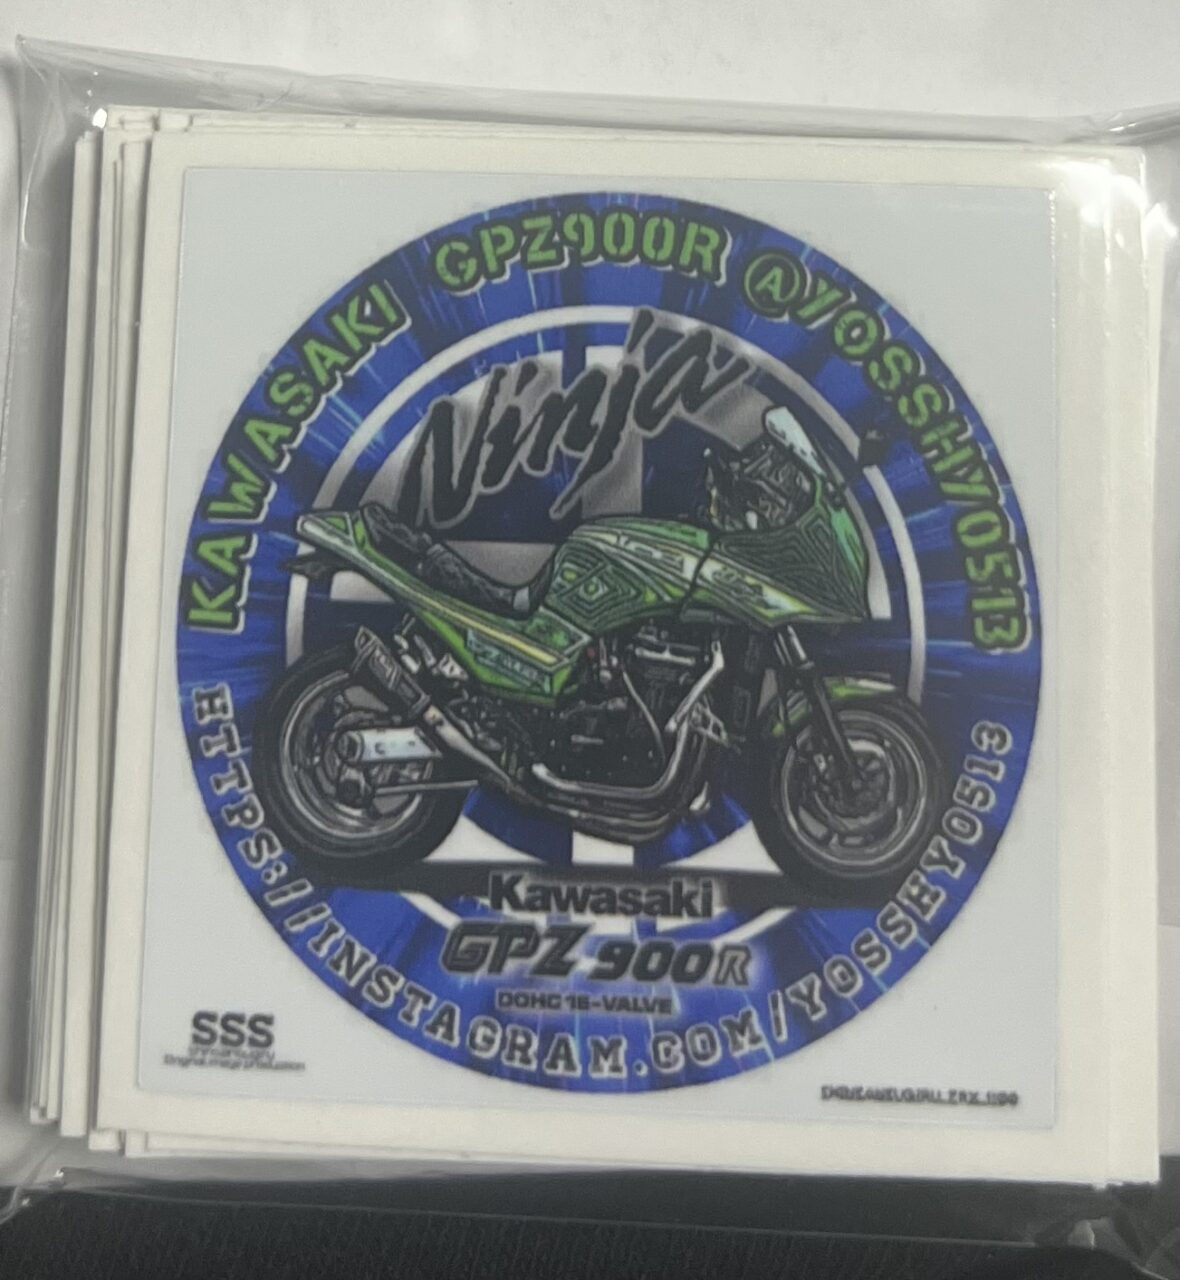 KAWASAKI GPZ900R @YOSSHY0513
Ninja
Kawasaki
GPZ 900R
DOHC 16-VALVE
HTTPS://INSTAGRAM.COM/YOSSHY0513
SSS